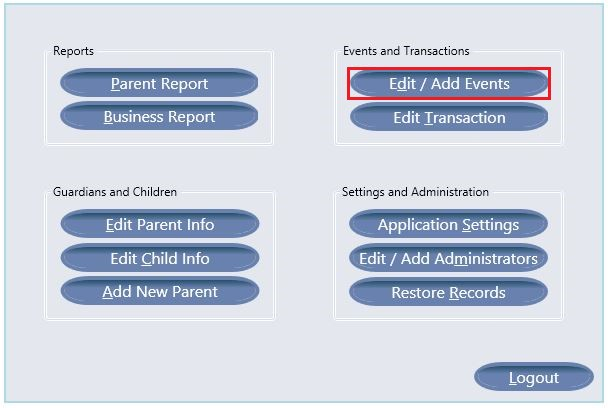 Reports
Parent Report
Business Report
Events and Transactions
Edit / Add Events
Edit Transaction
Guardians and Children
Edit Parent Info
Edit Child Info
Add New Parent
Settings and Administration
Application Settings
Edit / Add Administrators
Restore Records
Logout